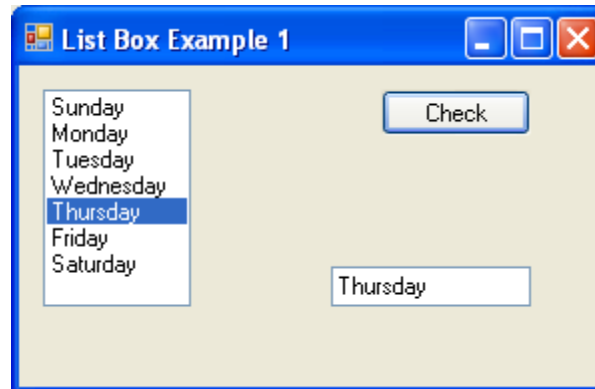 List Box Example 1
Sunday
Monday
Tuesday
Wednesday
Thursday
Friday
Saturday
Check
Thursday